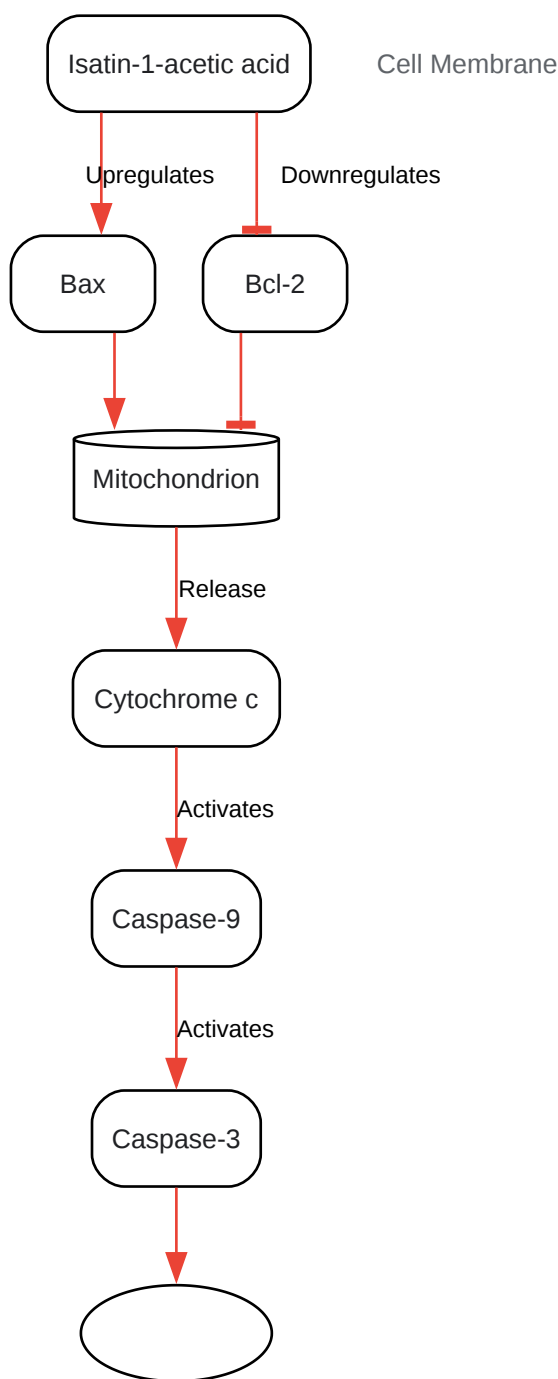 Isatin-1-acetic acid
Cell Membrane
Upregulates
Downregulates
Bax
Bcl-2
Mitochondrion
Release
Cytochrome c
Activates
Caspase-9
Activates
Caspase-3